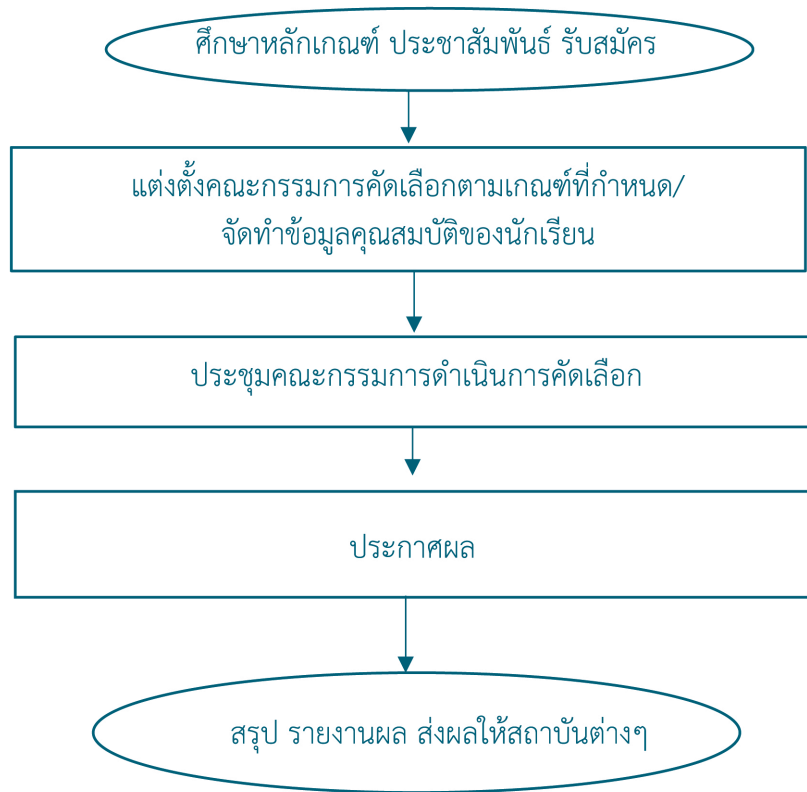 ศึกษาหลักเกณฑ์ ประชาสัมพันธ์ รับสมัคร
แต่งตั้งคณะกรรมการคัดเลือกตามเกณฑ์ที่กำหนด/
จัดทำข้อมูลคุณสมบัติของนักเรียน
ประชุมคณะกรรมการดำเนินการคัดเลือก
ประกาศผล
สรุป รายงานผล ส่งผลให้สถาบันต่างๆ